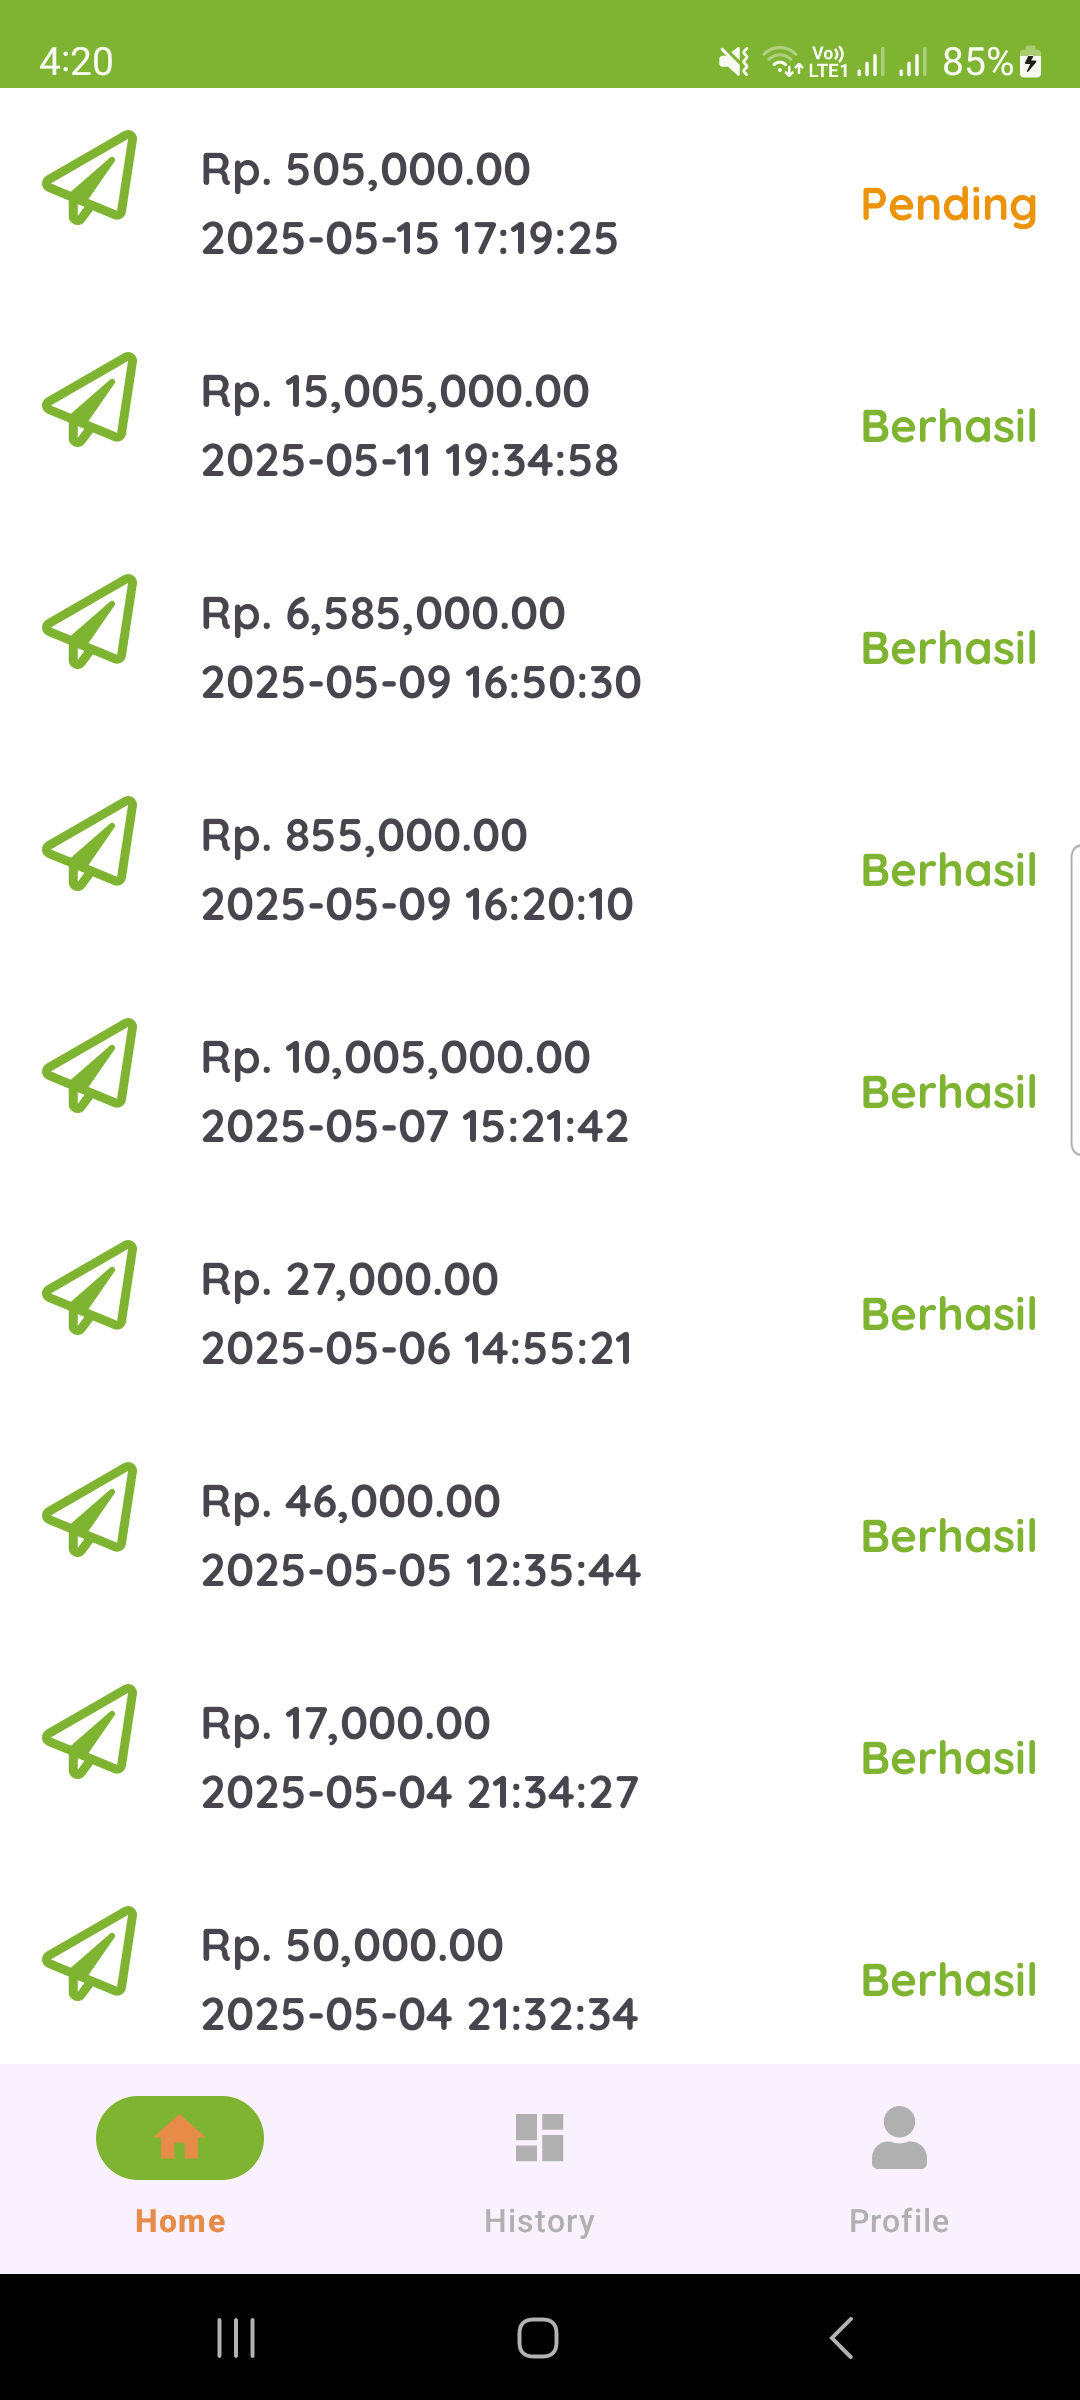 4:20
Vo)) LTE1 85%
Rp. 505,000.00
2025-05-15 17:19:25
Pending
Rp. 15,005,000.00
2025-05-11 19:34:58
Berhasil
Rp. 6,585,000.00
2025-05-09 16:50:30
Berhasil
Rp. 855,000.00
2025-05-09 16:20:10
Berhasil
Rp. 10,005,000.00
2025-05-07 15:21:42
Berhasil
Rp. 27,000.00
2025-05-06 14:55:21
Berhasil
Rp. 46,000.00
2025-05-05 12:35:44
Berhasil
Rp. 17,000.00
2025-05-04 21:34:27
Berhasil
Rp. 50,000.00
2025-05-04 21:32:34
Berhasil
Home
History
Profile